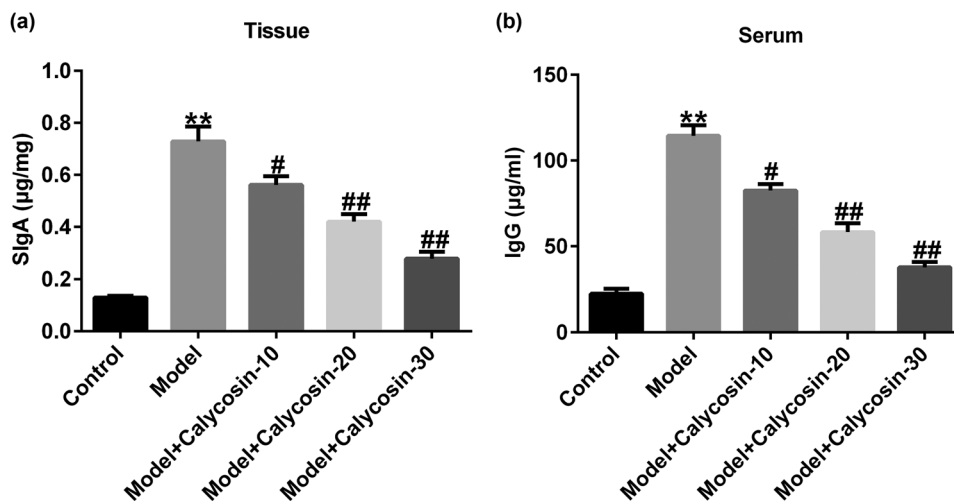 (a)
Tissue
SIgA (μg/mg)
1.0
0.8
0.6
0.4
0.2
0.0
**
#
##
##
Control
Model
Model+Calycosin-10
Model+Calycosin-20
Model+Calycosin-30
(b)
Serum
IgG (μg/ml)
150
100
50
0
**
#
##
##
Control
Model
Model+Calycosin-10
Model+Calycosin-20
Model+Calycosin-30